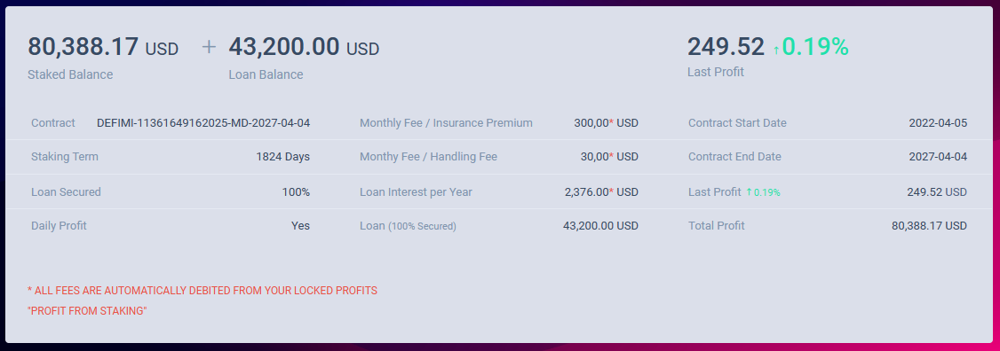 80,388.17 USD + 43,200.00 USD 249.52 ↑0.19%
Staked Balance Loan Balance Last Profit
Contract DEFIMI-11361649162025-MD-2027-04-04 Monthly Fee / Insurance Premium 300,00* USD Contract Start Date 2022-04-05
Staking Term 1824 Days Monthy Fee / Handling Fee 30,00* USD Contract End Date 2027-04-04
Loan Secured 100% Loan Interest per Year 2,376.00* USD Last Profit ↑0.19% 249.52 USD
Daily Profit Yes Loan (100% Secured) 43,200.00 USD Total Profit 80,388.17 USD
* ALL FEES ARE AUTOMATICALLY DEBITED FROM YOUR LOCKED PROFITS
"PROFIT FROM STAKING"